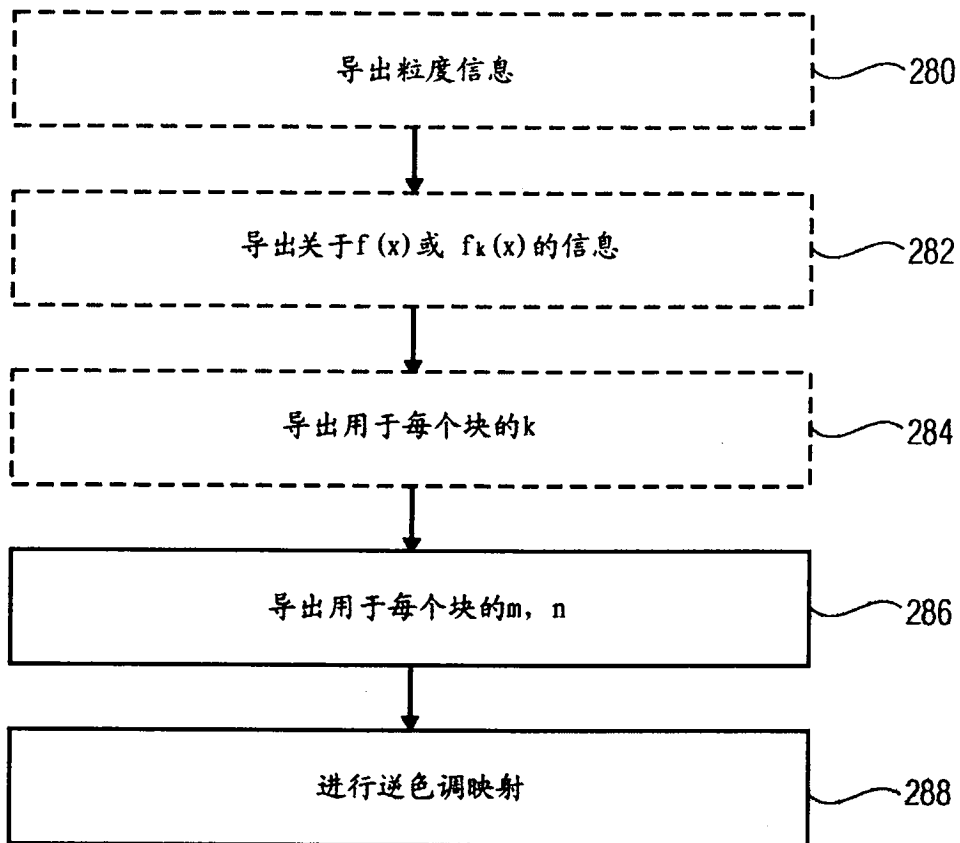 导出粒度信息
280
导出关于f(x)或 fk(x)的信息
282
导出用于每个块的k
284
导出用于每个块的m, n
286
进行逆色调映射
288